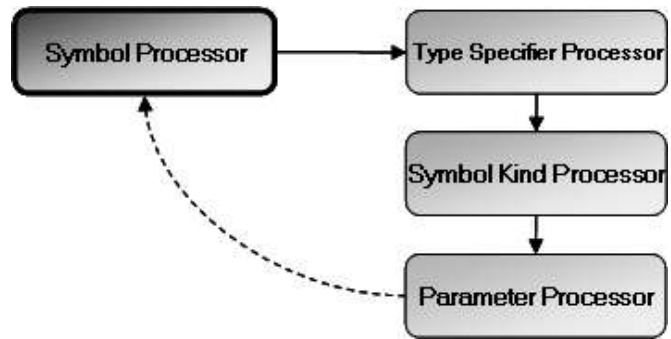 Symbol Processor
Type Specifier Processor
Symbol Kind Processor
Parameter Processor